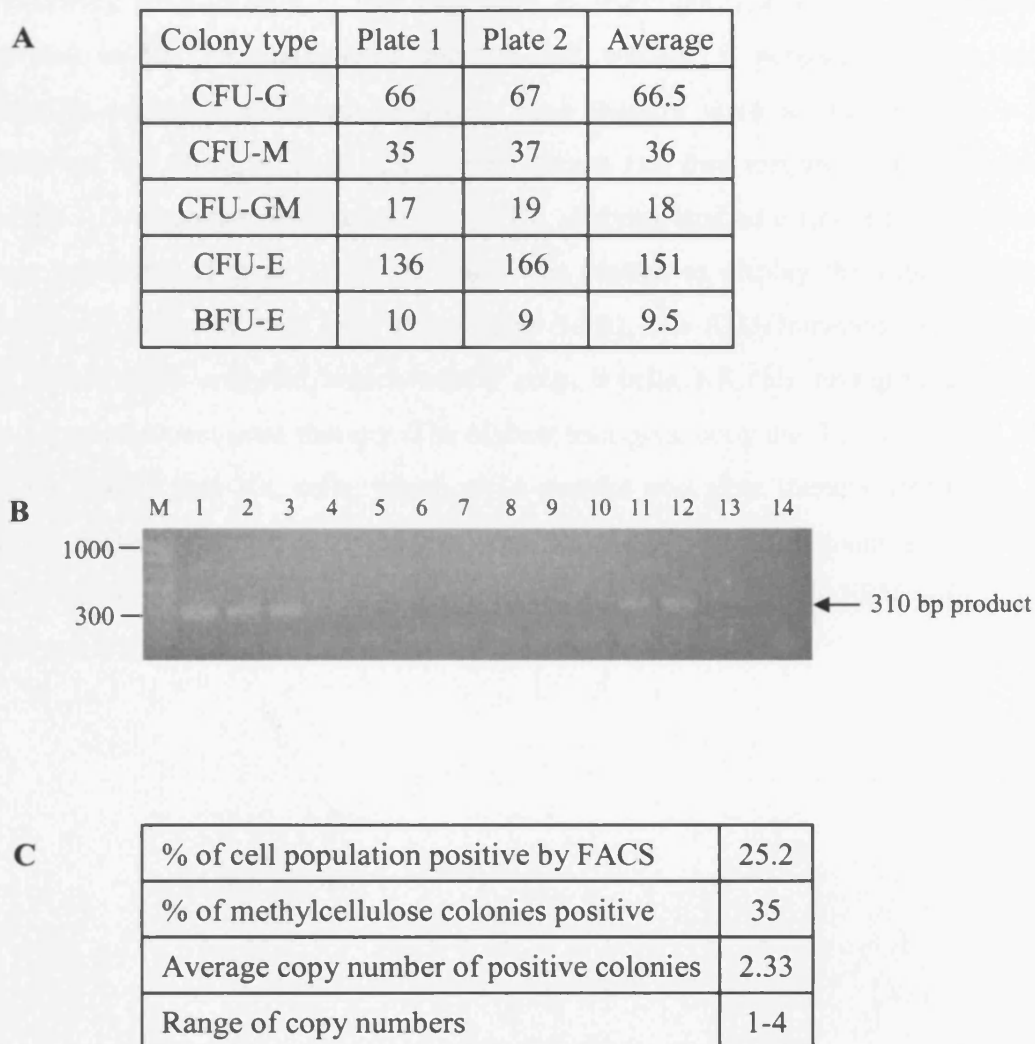 A
Colony type Plate 1 Plate 2 Average
CFU-G 66 67 66.5
CFU-M 35 37 36
CFU-GM 17 19 18
CFU-E 136 166 151
BFU-E 10 9 9.5
B
M 1 2 3 4 5 6 7 8 9 10 11 12 13 14
1000
300
310 bp product
C
% of cell population positive by FACS 25.2
% of methylcellulose colonies positive 35
Average copy number of positive colonies 2.33
Range of copy numbers 1-4